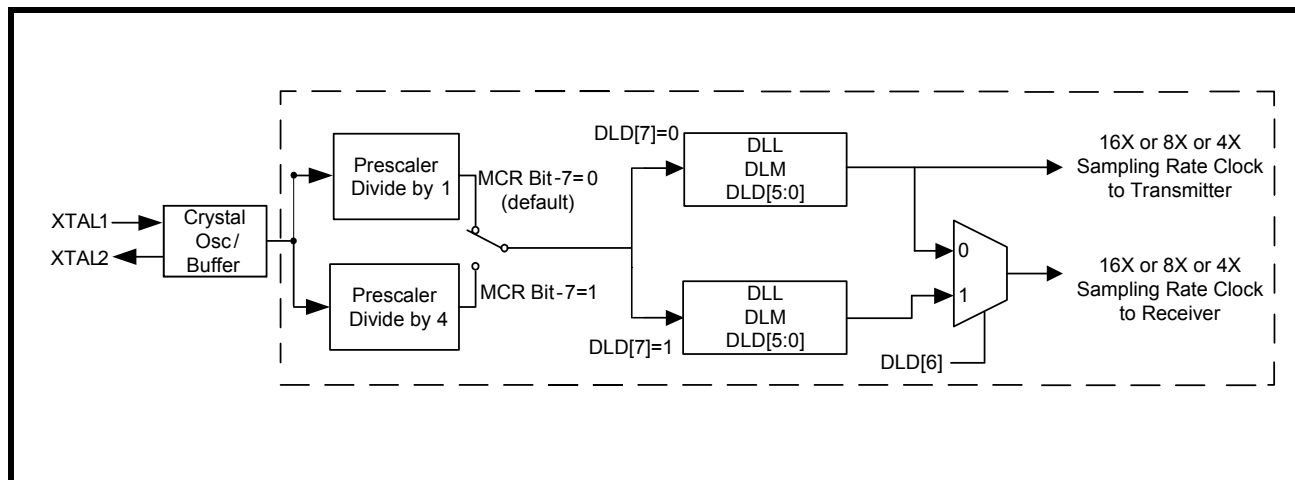 XTAL1
XTAL2
Crystal
Osc/
Buffer
Prescaler
Divide by 1
MCR Bit-7=0
(default)
Prescaler
Divide by 4
MCR Bit-7=1
DLD[7]=0
DLL
DLM
DLD[5:0]
DLD[7]=1
DLL
DLM
DLD[5:0]
0
1
DLD[6]
16X or 8X or 4X
Sampling Rate Clock
to Transmitter
16X or 8X or 4X
Sampling Rate Clock
to Receiver